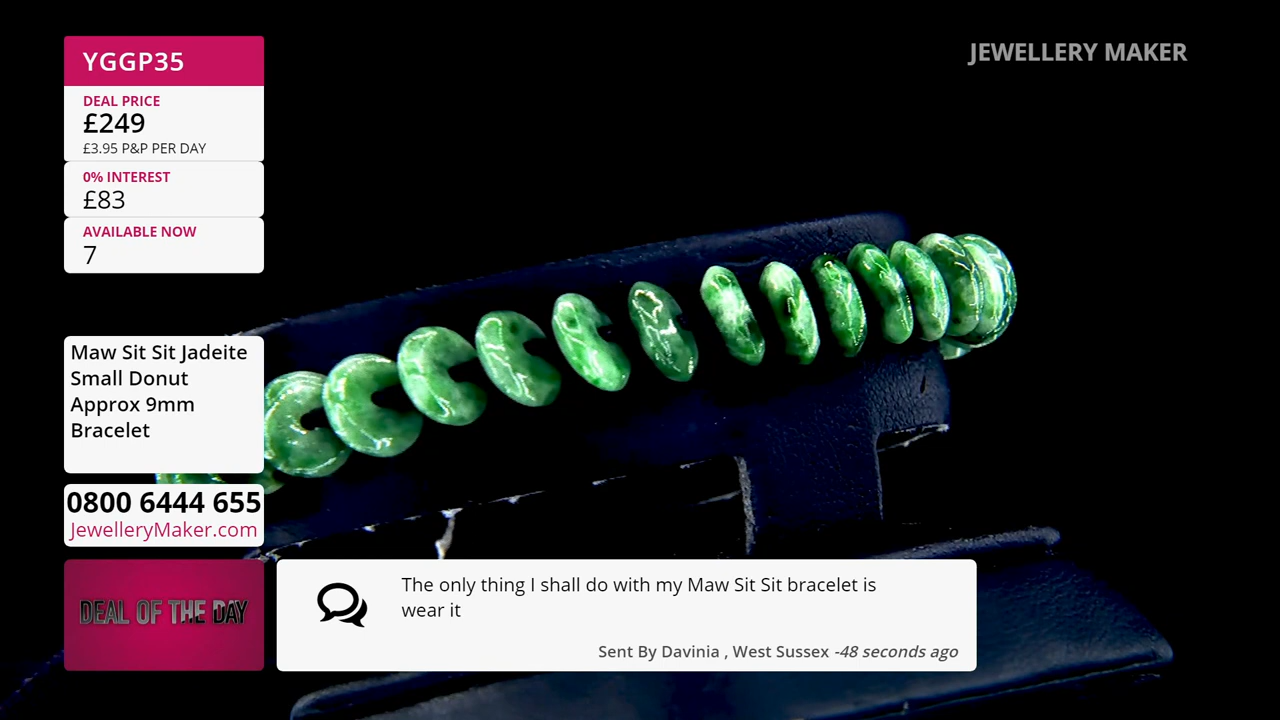 YGGP35
DEAL PRICE
£249
£3.95 P&P PER DAY
0% INTEREST
£83
AVAILABLE NOW
7
Maw Sit Sit Jadeite
Small Donut
Approx 9mm
Bracelet
0800 6444 655
JewelleryMaker.com
DEAL OF THE DAY
JEWELLERY MAKER
The only thing I shall do with my Maw Sit Sit bracelet is
wear it
Sent By Davinia , West Sussex -48 seconds ago